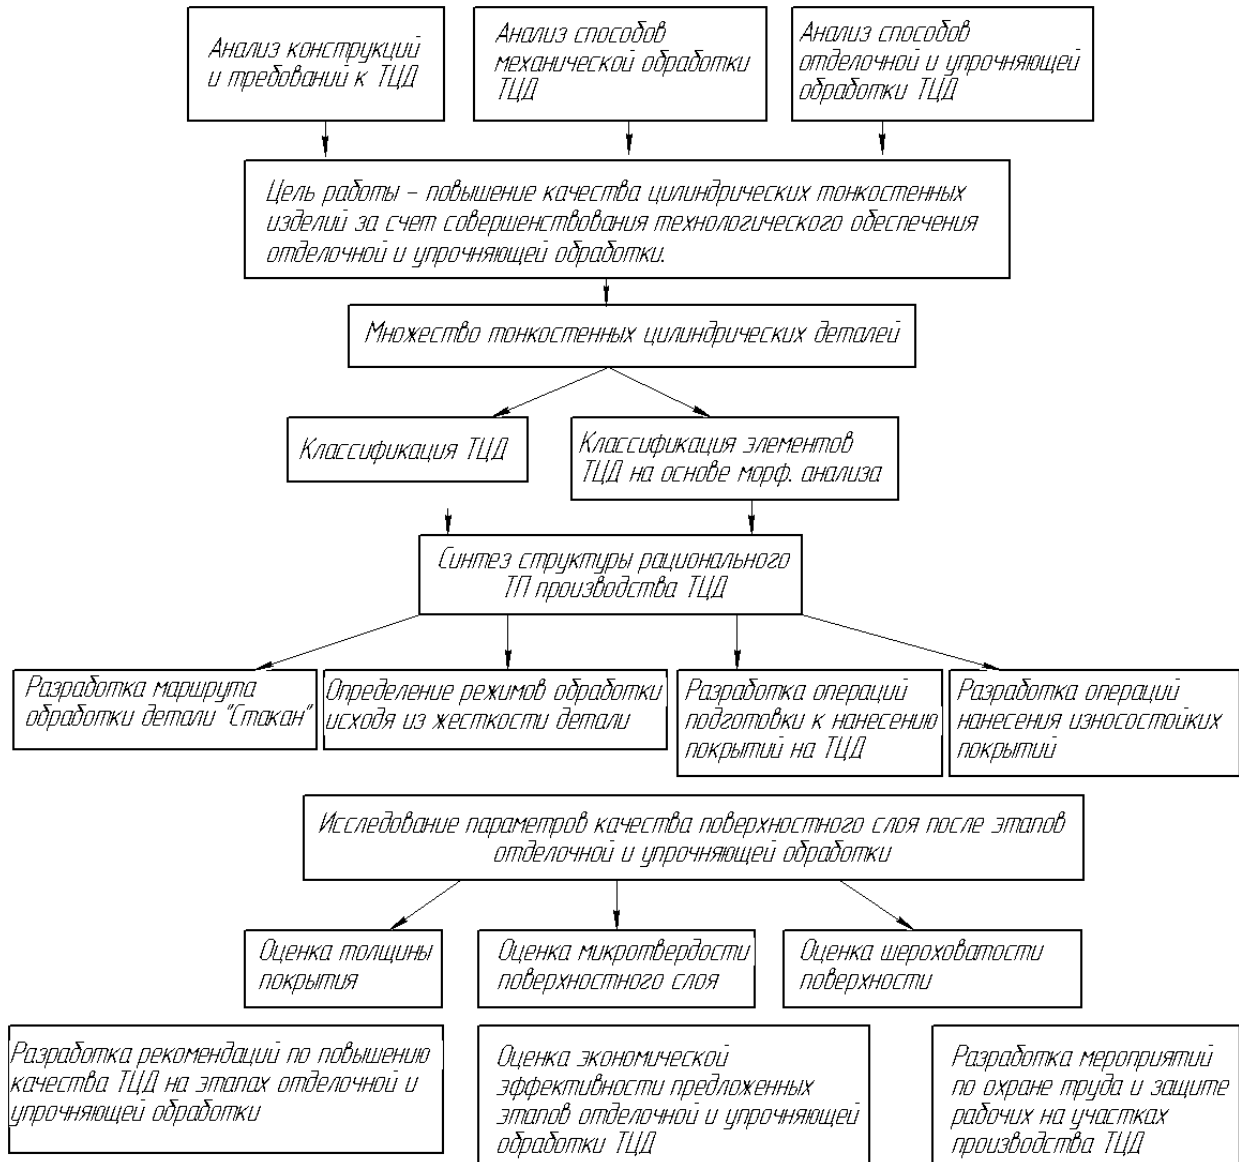 Анализ конструкций
и требований к ТЦД
Анализ способов
механической обработки
ТЦД
Анализ способов
отделочной и упрочняющей
обработки ТЦД
Цель работы – повышение качества цилиндрических тонкостенных
изделий за счет совершенствования технологического обеспечения
отделочной и упрочняющей обработки.
Множество тонкостенных цилиндрических деталей
Классификация ТЦД
Классификация элементов
ТЦД на основе морф. анализа
Синтез структуры рационального
ТП производства ТЦД
Разработка маршрута
обработки детали "Стакан"
Определение режимов обработки
исходя из жесткости детали
Разработка операций
подготовки к нанесению
покрытий на ТЦД
Разработка операций
нанесения износостойких
покрытий
Исследование параметров качества поверхностного слоя после этапов
отделочной и упрочняющей обработки
Оценка толщины
покрытия
Оценка микротвердости
поверхностного слоя
Оценка шероховатости
поверхности
Разработка рекомендаций по повышению
качества ТЦД на этапах отделочной и
упрочняющей обработки
Оценка экономической
эффективности предложенных
этапов отделочной и упрочняющей
обработки ТЦД
Разработка мероприятий
по охране труда и защите
рабочих на участках
производства ТЦД